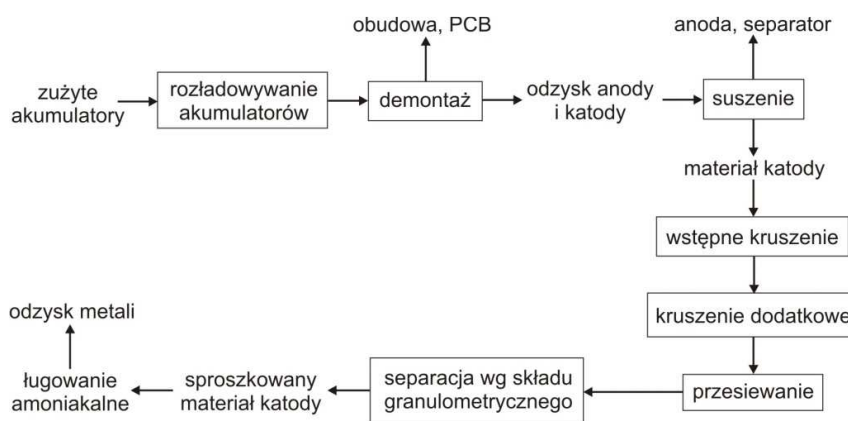 obudowa, PCB
anoda, separator
zużyte
akumulatory
rozładowywanie
akumulatorów
demontaż
odzysk anody
i katody
suszenie
materiał katody
wstępne kruszenie
kruszenie dodatkowe
przesiewanie
separacja wg składu
granulometrycznego
sproszkowany
materiał katody
ługowanie
amoniakalne
odzysk metali